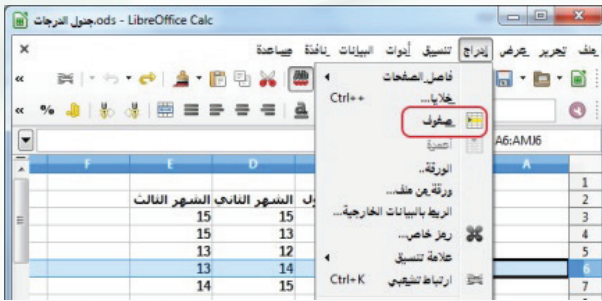 جدول الدرجات.ods - LibreOffice Calc
ملف تحرير عرض إدراج تنسيق أدوات البيانات نافذة مساعدة
فاصل الصفحات
خلايا... Ctrl++
صفوف
أعمدة
الورقة..
ورقة من ملف...
الربط بالبيانات الخارجية...
رمز خاص...
علامة تنسيق
ارتباط تشعبي Ctrl+K
A6:AMJ6
A D E F
1
2 الشهر الثاني الشهر الثالث
3 15 15
4 13 15
5 12 13
6 14 13
7 15 14